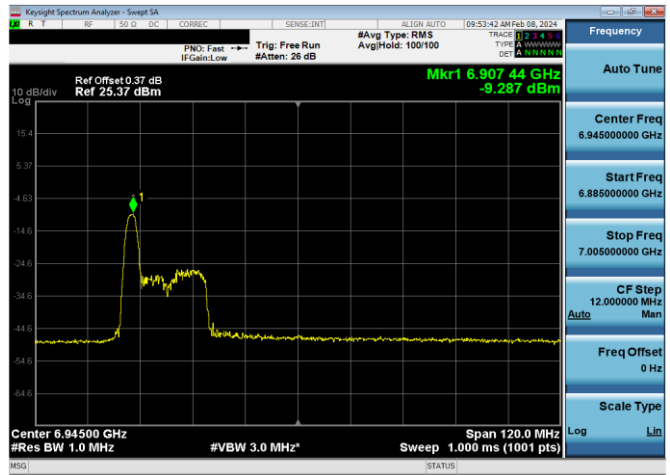 Keysight Spectrum Analyzer - Swept SA
R T RF 50 Ω DC CORREC SENSE:INT ALIGN AUTO 09:53:42 AM Feb 08, 2024
PNO: Fast
IFGain:Low
Trig: Free Run
#Atten: 26 dB
#Avg Type: RMS
Avg|Hold: 100/100
TRACE 1 2 3 4 5 6
TYPE A WWWWW
DET A NNNNN
Ref Offset 0.37 dB
Ref 25.37 dBm
10 dB/div
Log
Mkr1 6.907 44 GHz
-9.287 dBm
15.4
5.37
-4.63
-14.6
-24.6
-34.6
-44.6
-54.6
-64.6
1
Center 6.94500 GHz
#Res BW 1.0 MHz
#VBW 3.0 MHz*
Span 120.0 MHz
Sweep 1.000 ms (1001 pts)
MSG
STATUS
Frequency
Auto Tune
Center Freq
6.945000000 GHz
Start Freq
6.885000000 GHz
Stop Freq
7.005000000 GHz
CF Step
12.000000 MHz
Auto Man
Freq Offset
0 Hz
Scale Type
Log Lin